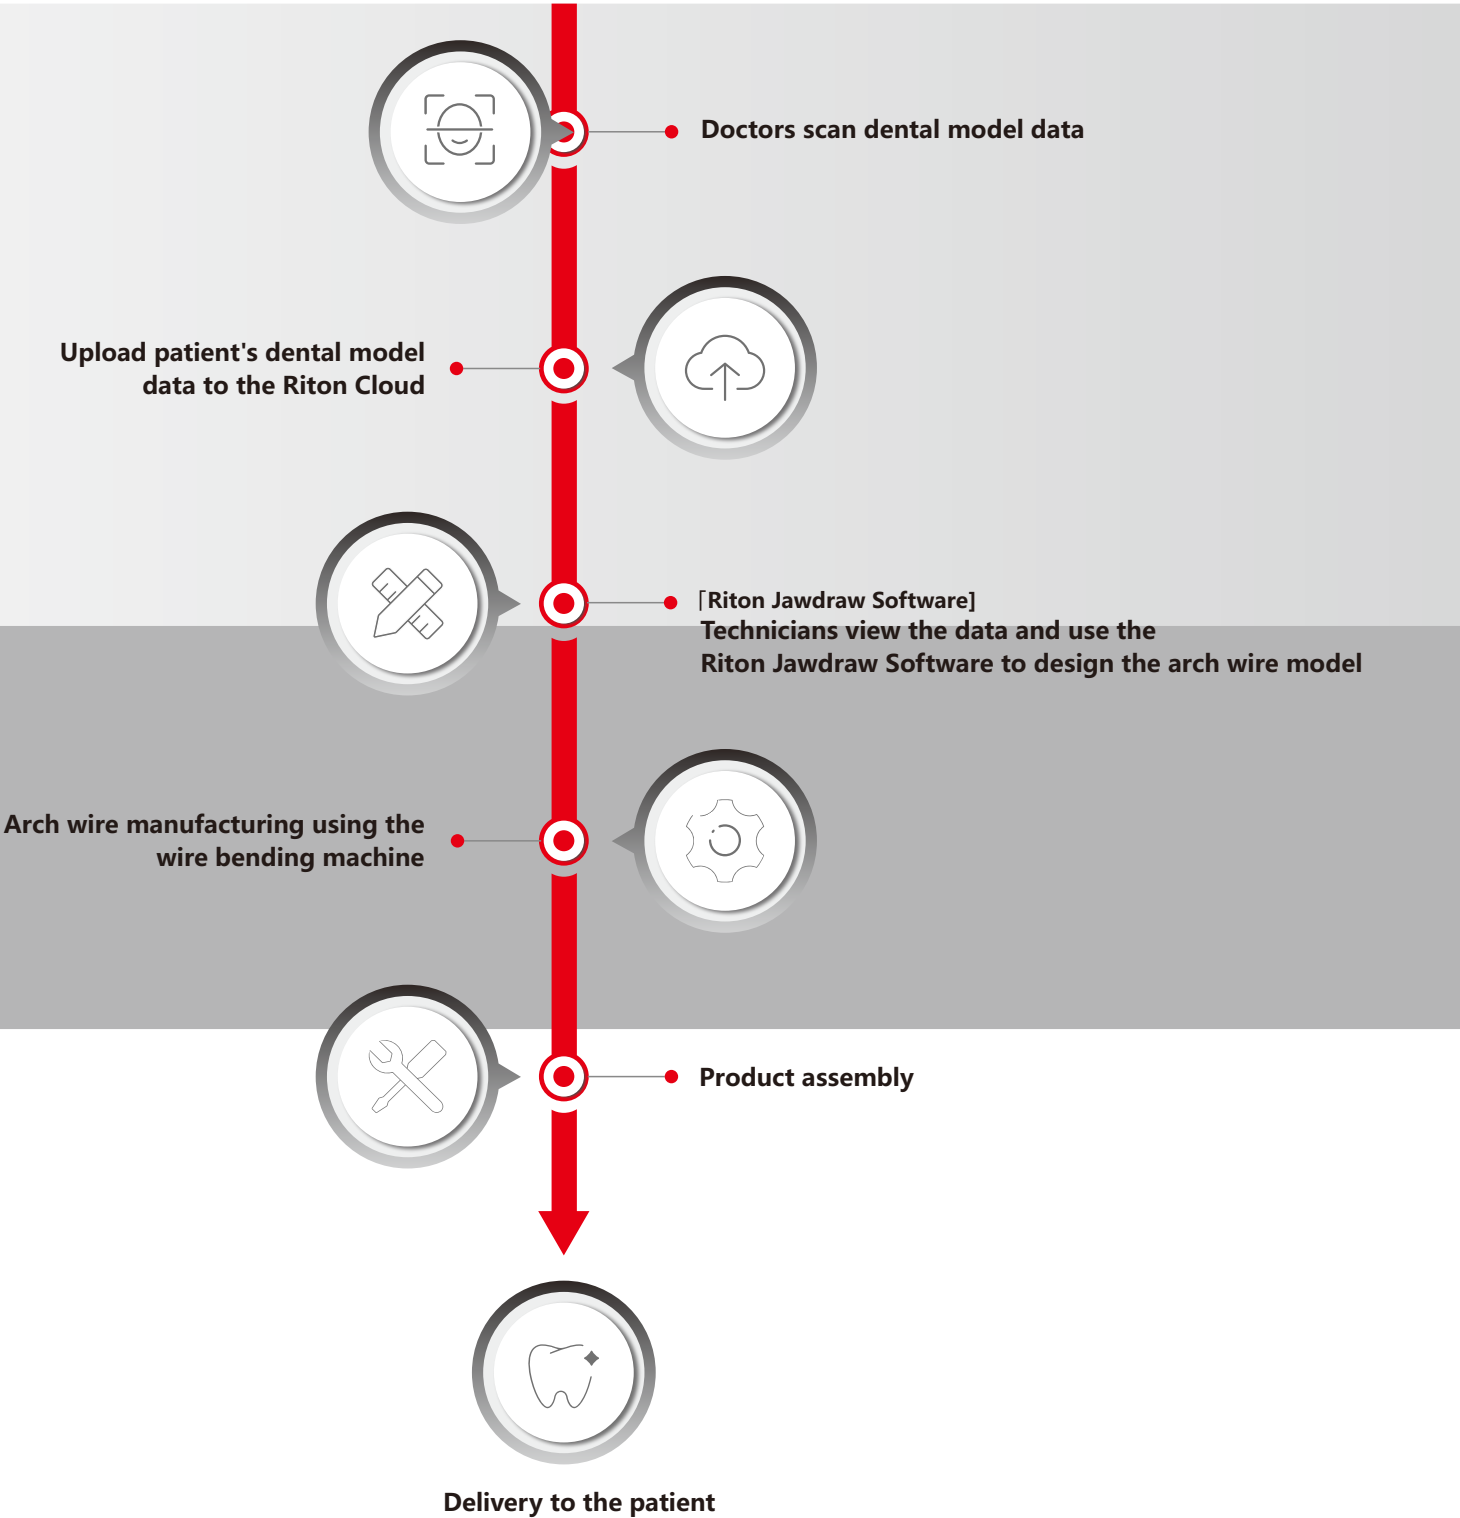 Doctors scan dental model data
Upload patient's dental model
data to the Riton Cloud
「Riton Jawdraw Software]
Technicians view the data and use the
Riton Jawdraw Software to design the arch wire model
Arch wire manufacturing using the
wire bending machine
Product assembly
Delivery to the patient